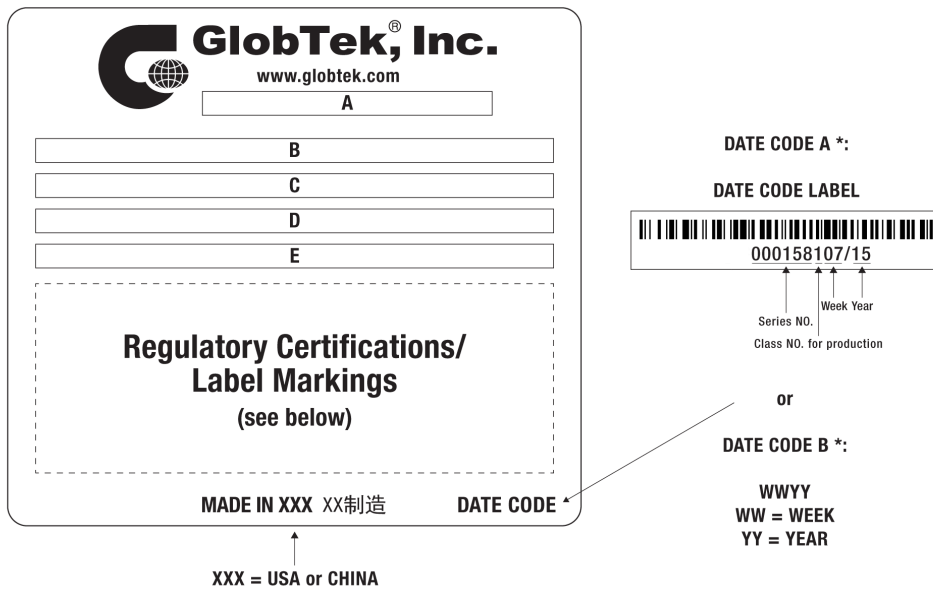 GlobTek,® Inc.
www.globtek.com
A
B
C
D
E
Regulatory Certifications/
Label Markings
(see below)
MADE IN XXX XX制造 DATE CODE
XXX = USA or CHINA
DATE CODE A *:
DATE CODE LABEL
000158107/15
Week Year
Series NO.
Class NO. for production
or
DATE CODE B *:
WWYY
WW = WEEK
YY = YEAR